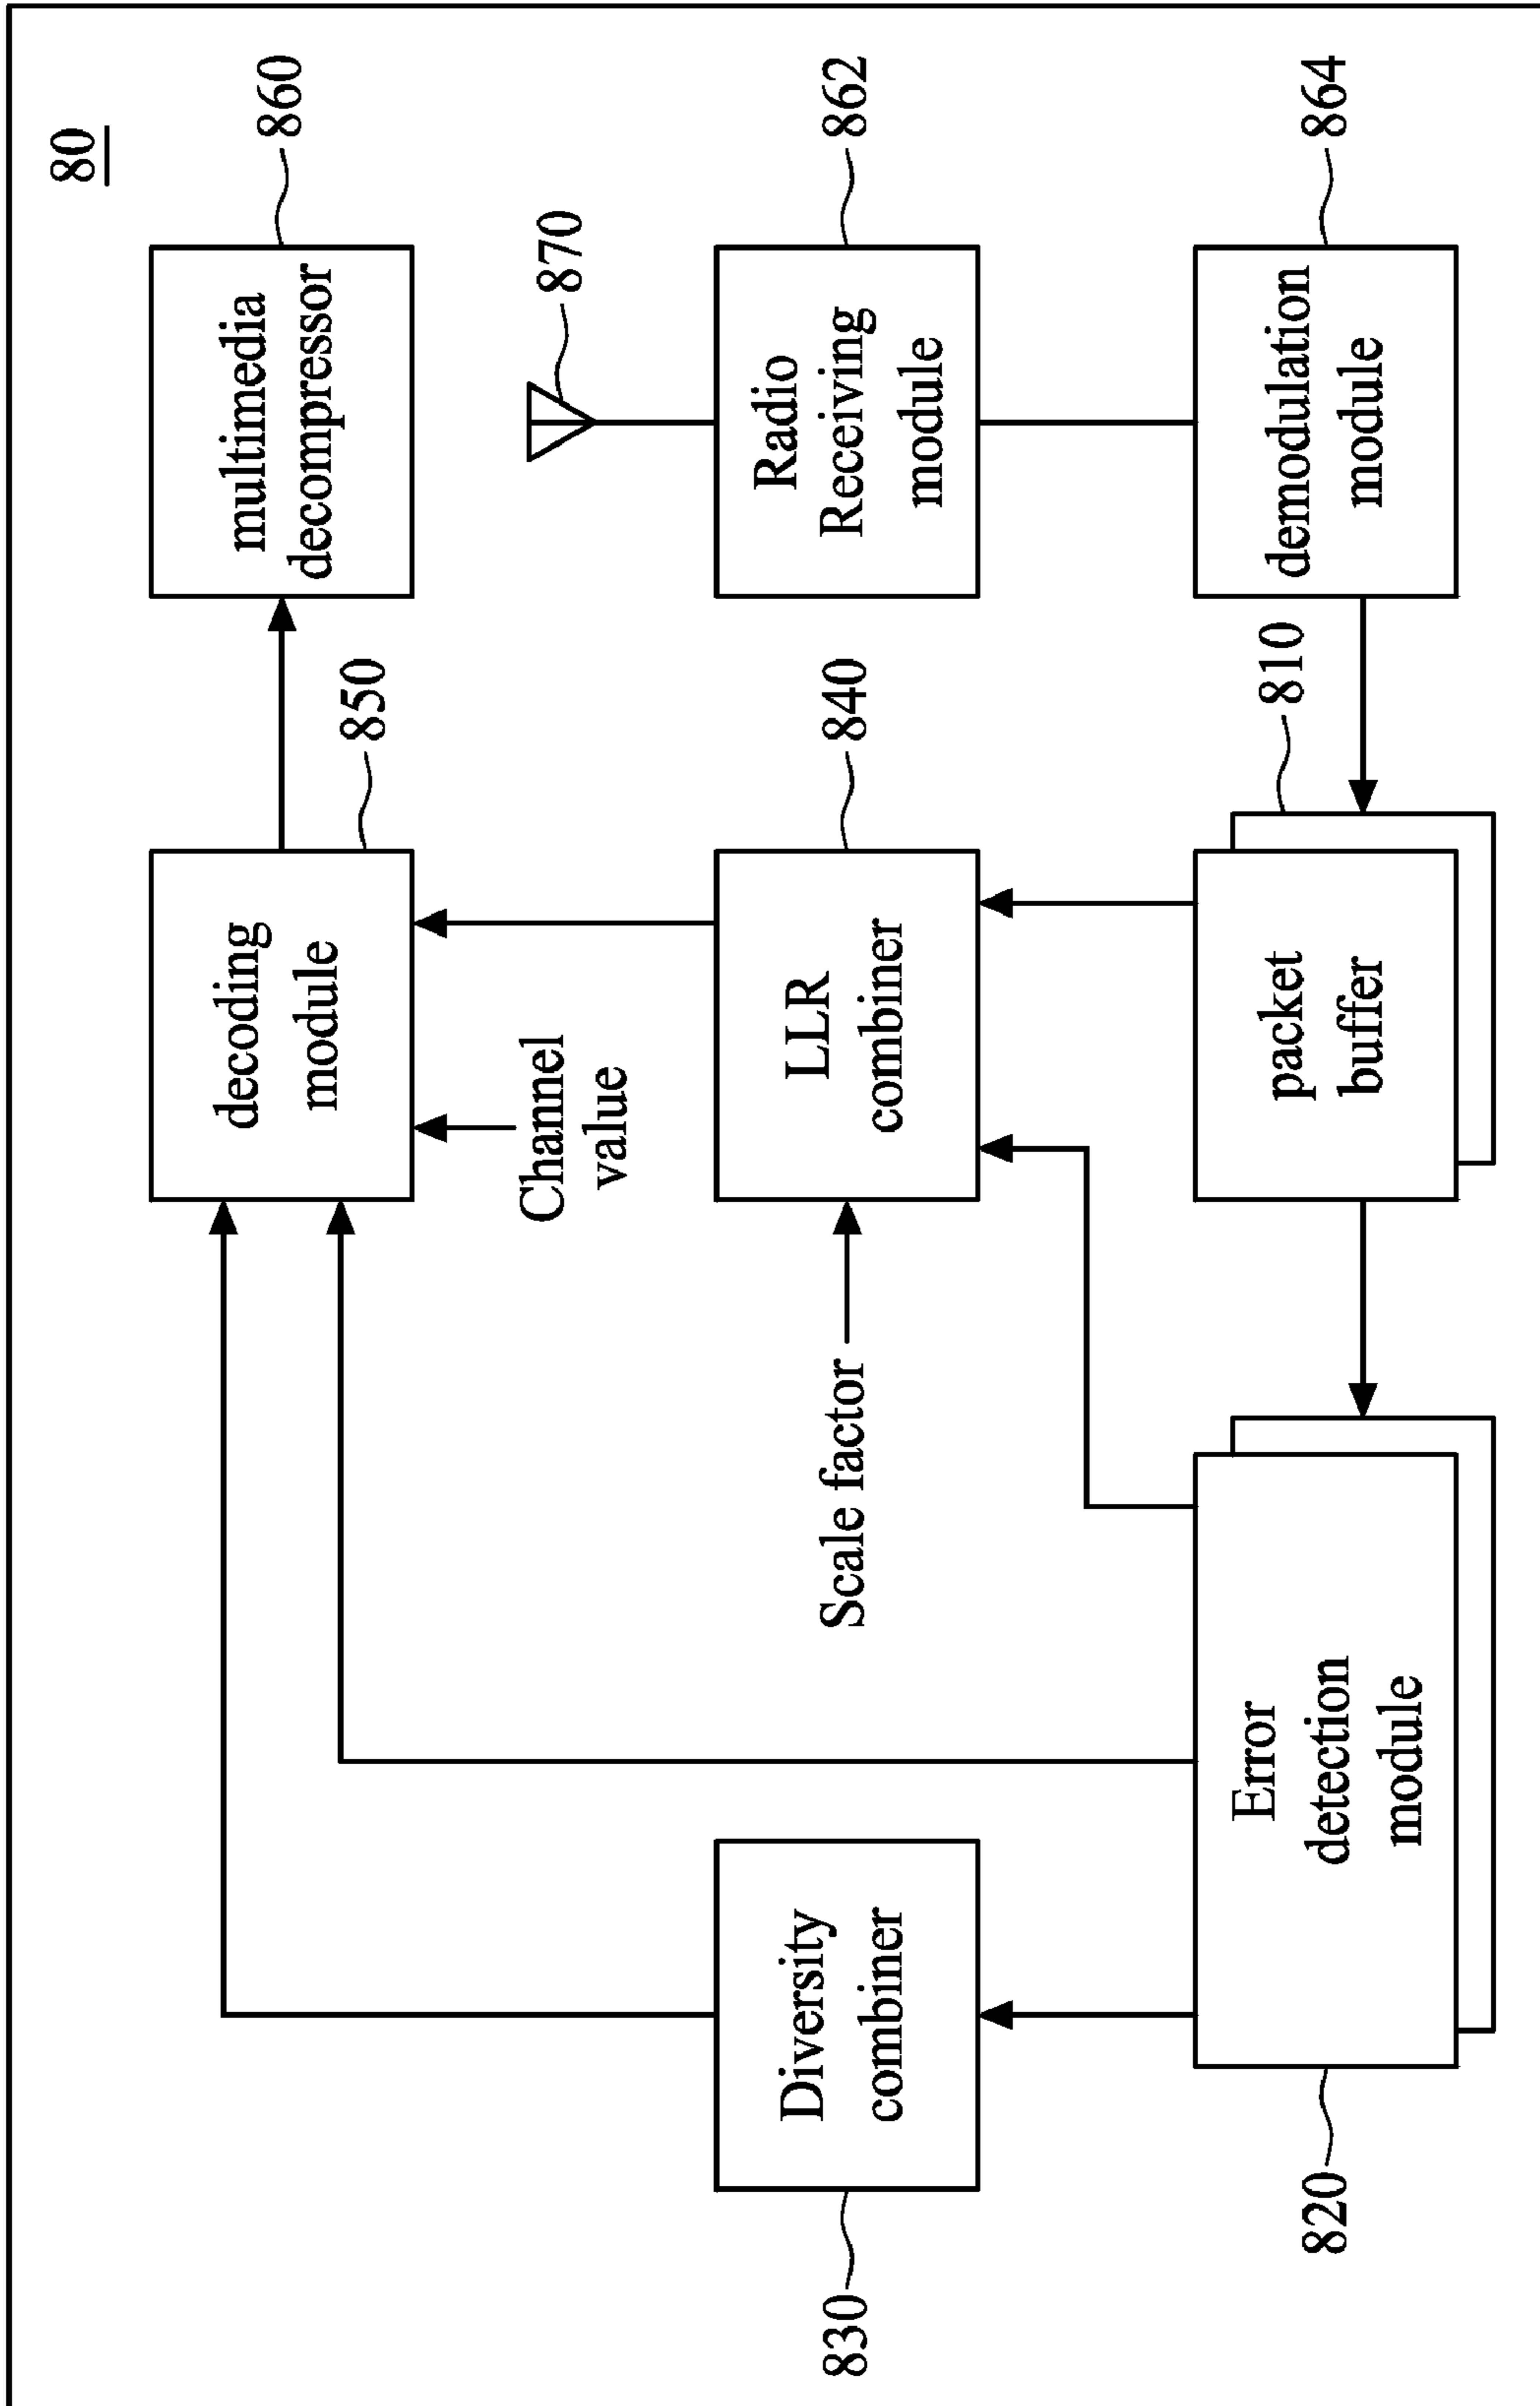 80
860
multimedia
decompressor
850
decoding
module
Channel
value
870
862
Radio
Receiving
module
840
LLR
combiner
Scale factor
830
Diversity
combiner
864
demodulation
module
810
packet
buffer
820
Error
detection
module